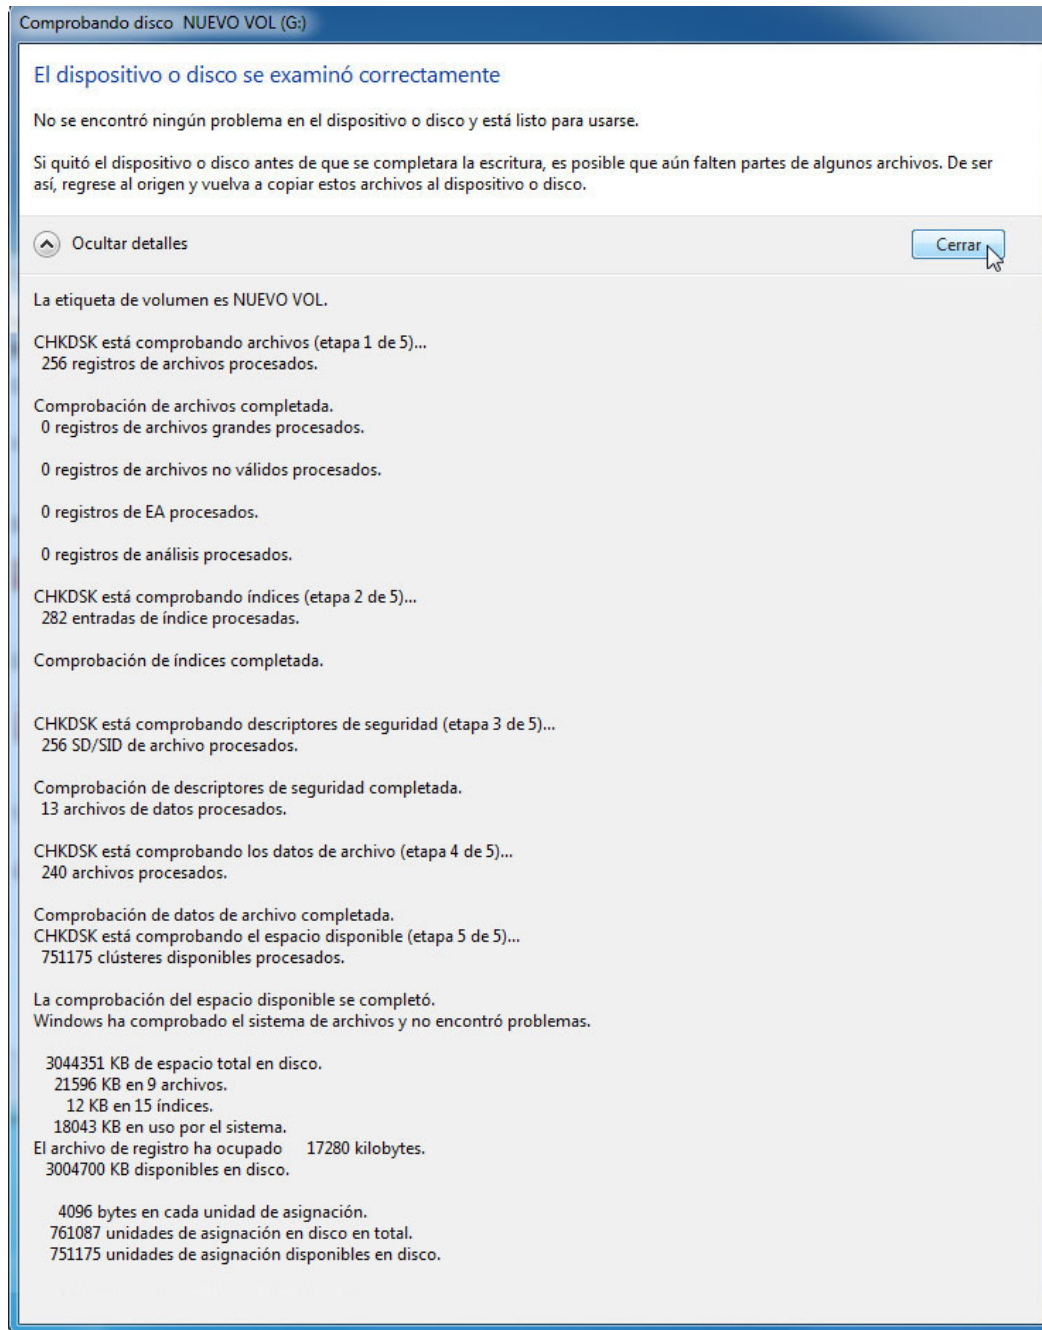 Comprobando disco NUEVO VOL (G:)
El dispositivo o disco se examinó correctamente
No se encontró ningún problema en el dispositivo o disco y está listo para usarse.
Si quitó el dispositivo o disco antes de que se completara la escritura, es posible que aún falten partes de algunos archivos. De ser
así, regrese al origen y vuelva a copiar estos archivos al dispositivo o disco.
Ocultar detalles
Cerrar
La etiqueta de volumen es NUEVO VOL.
CHKDSK está comprobando archivos (etapa 1 de 5)...
256 registros de archivos procesados.
Comprobación de archivos completada.
0 registros de archivos grandes procesados.
0 registros de archivos no válidos procesados.
0 registros de EA procesados.
0 registros de análisis procesados.
CHKDSK está comprobando índices (etapa 2 de 5)...
282 entradas de índice procesadas.
Comprobación de índices completada.
CHKDSK está comprobando descriptores de seguridad (etapa 3 de 5)...
256 SD/SID de archivo procesados.
Comprobación de descriptores de seguridad completada.
13 archivos de datos procesados.
CHKDSK está comprobando los datos de archivo (etapa 4 de 5)...
240 archivos procesados.
Comprobación de datos de archivo completada.
CHKDSK está comprobando el espacio disponible (etapa 5 de 5)...
751175 clústeres disponibles procesados.
La comprobación del espacio disponible se completó.
Windows ha comprobado el sistema de archivos y no encontró problemas.
3044351 KB de espacio total en disco.
21596 KB en 9 archivos.
12 KB en 15 índices.
18043 KB en uso por el sistema.
El archivo de registro ha ocupado 17280 kilobytes.
3004700 KB disponibles en disco.
4096 bytes en cada unidad de asignación.
761087 unidades de asignación en disco en total.
751175 unidades de asignación disponibles en disco.